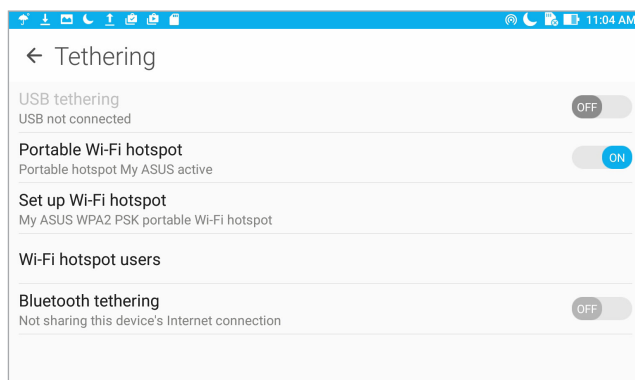 11:04 AM
Tethering
USB tethering
OFF
USB not connected
Portable Wi-Fi hotspot
ON
Portable hotspot My ASUS active
Set up Wi-Fi hotspot
My ASUS WPA2 PSK portable Wi-Fi hotspot
Wi-Fi hotspot users
Bluetooth tethering
OFF
Not sharing this device's Internet connection